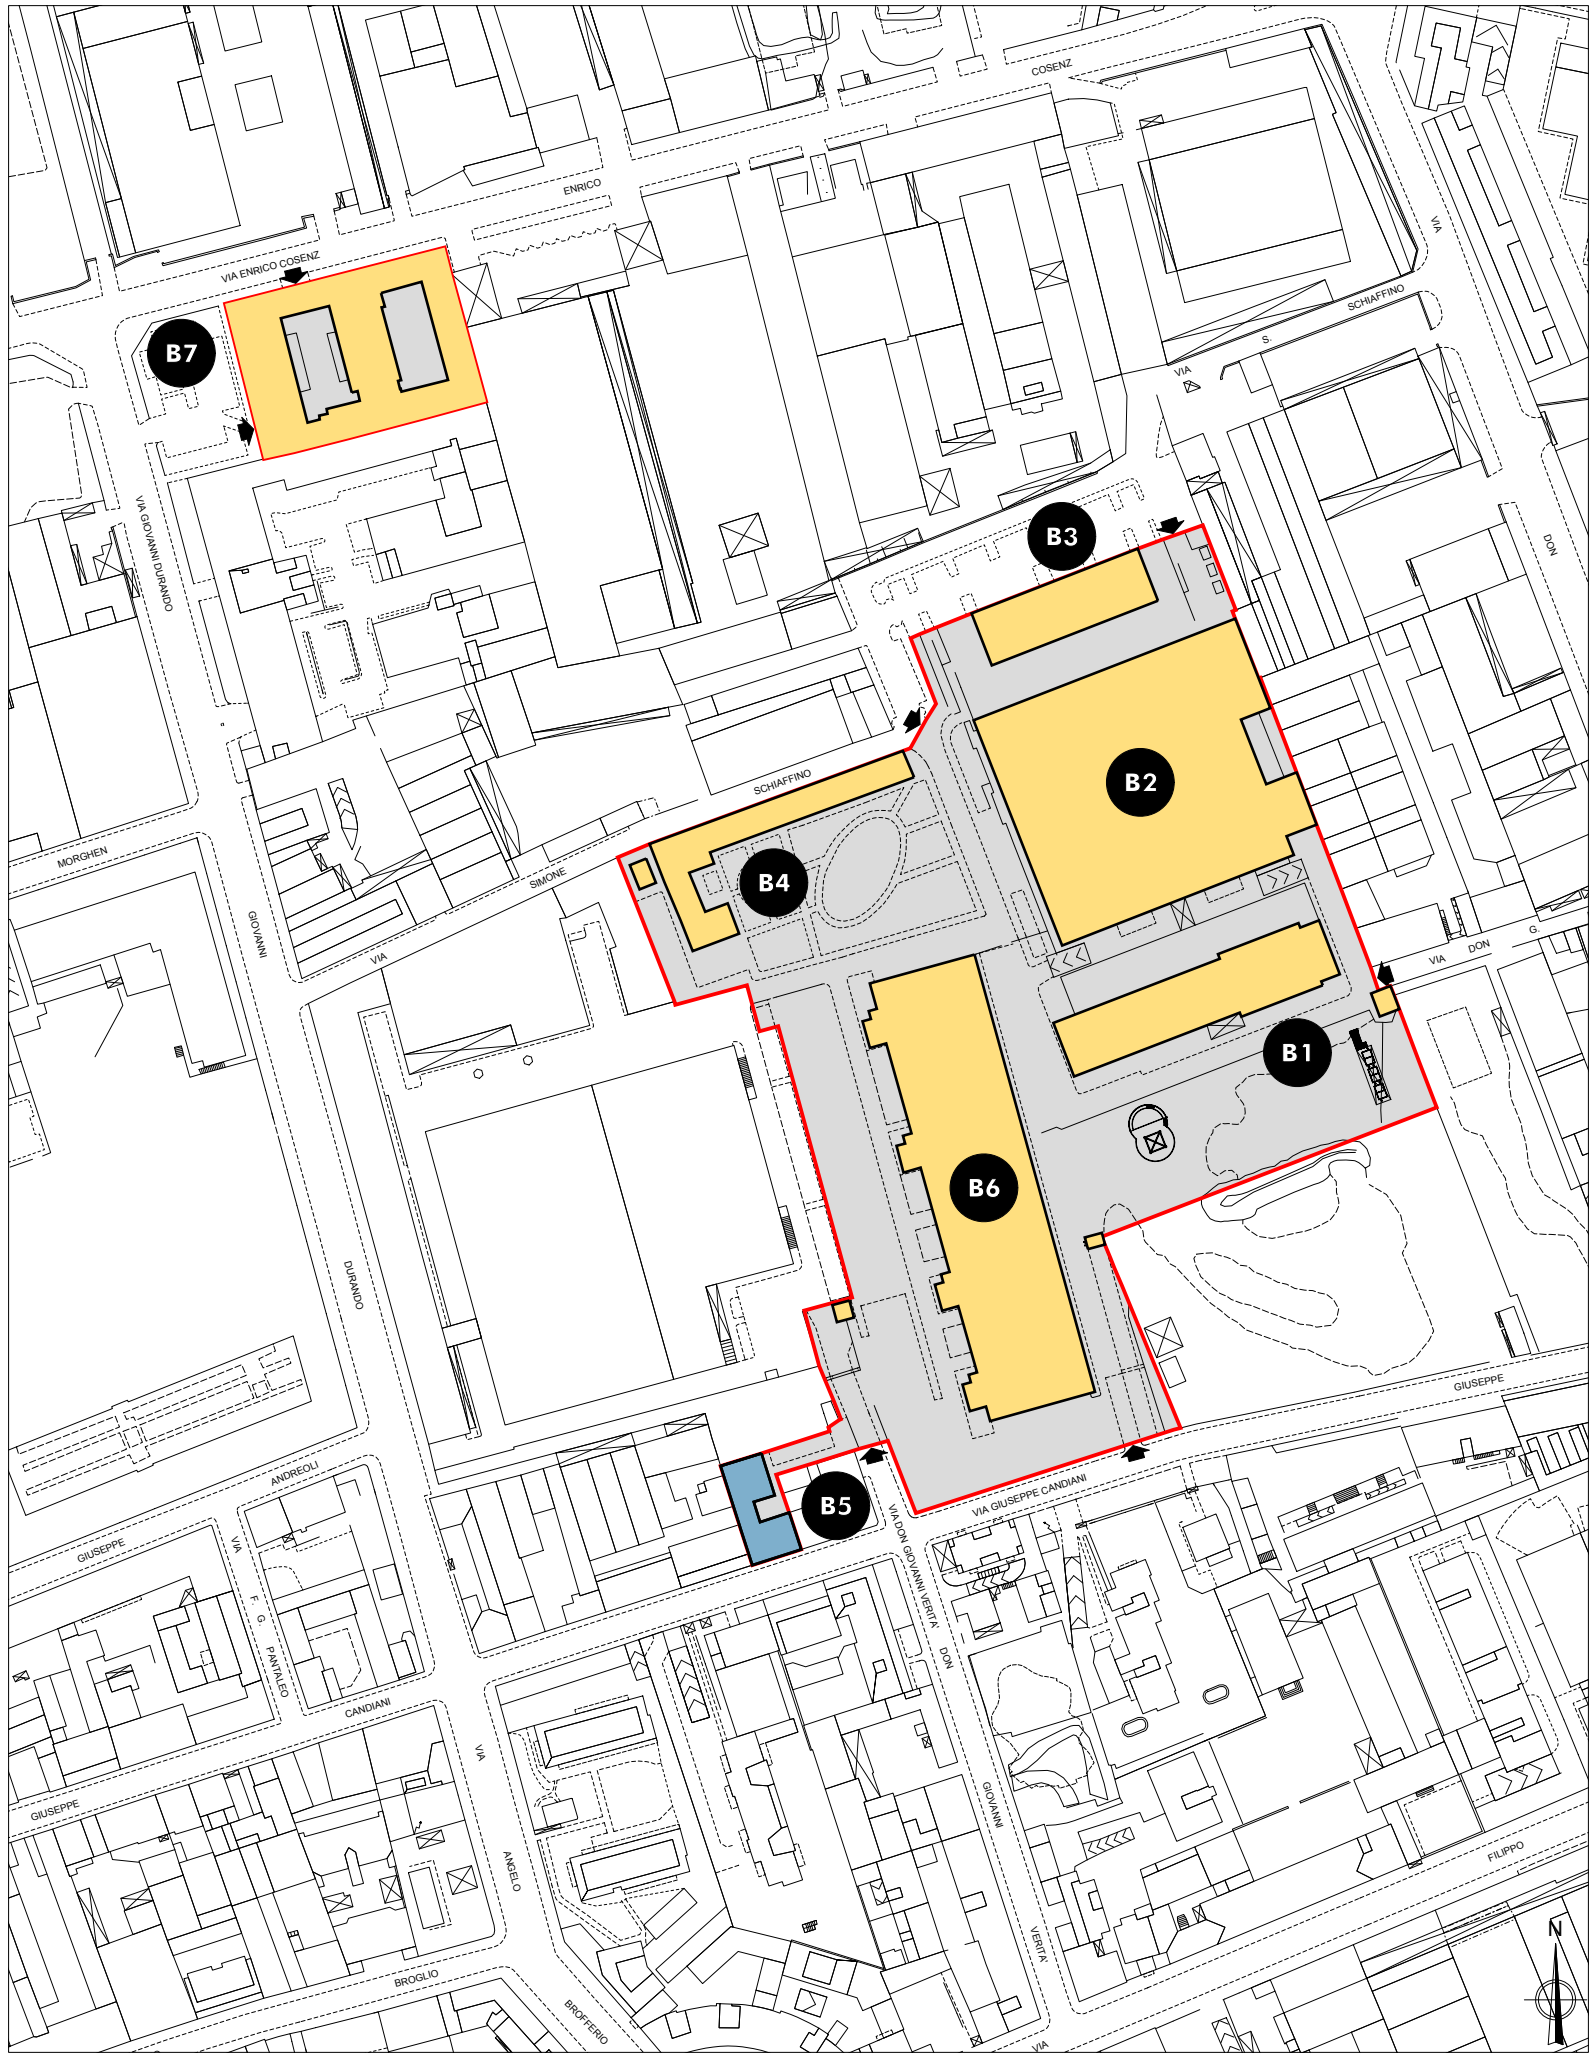 COSENZ
ENRICO
VIA
VIA ENRICO COSENZ
SCHIAFFINO
S.
VIA
B7
VIA GIOVANNI DURANDO
B3
DON
B2
SCHIAFFINO
MORGHEN
SIMONE
B4
GIOVANNI
VIA
G.
DON
VIA
B1
B6
DURANDO
GIUSEPPE
ANDREOLI
VIA GIUSEPPE CANDIANI
B5
VIA DON GIOVANNI VERITA'
GIUSEPPE
VIA
F.
G.
PANTALEO
DON
CANDIANI
VIA
GIUSEPPE
GIOVANNI
FILIPPO
ANGELO
N
VERITA'
BROGLIO
BROFFERIO
VIA